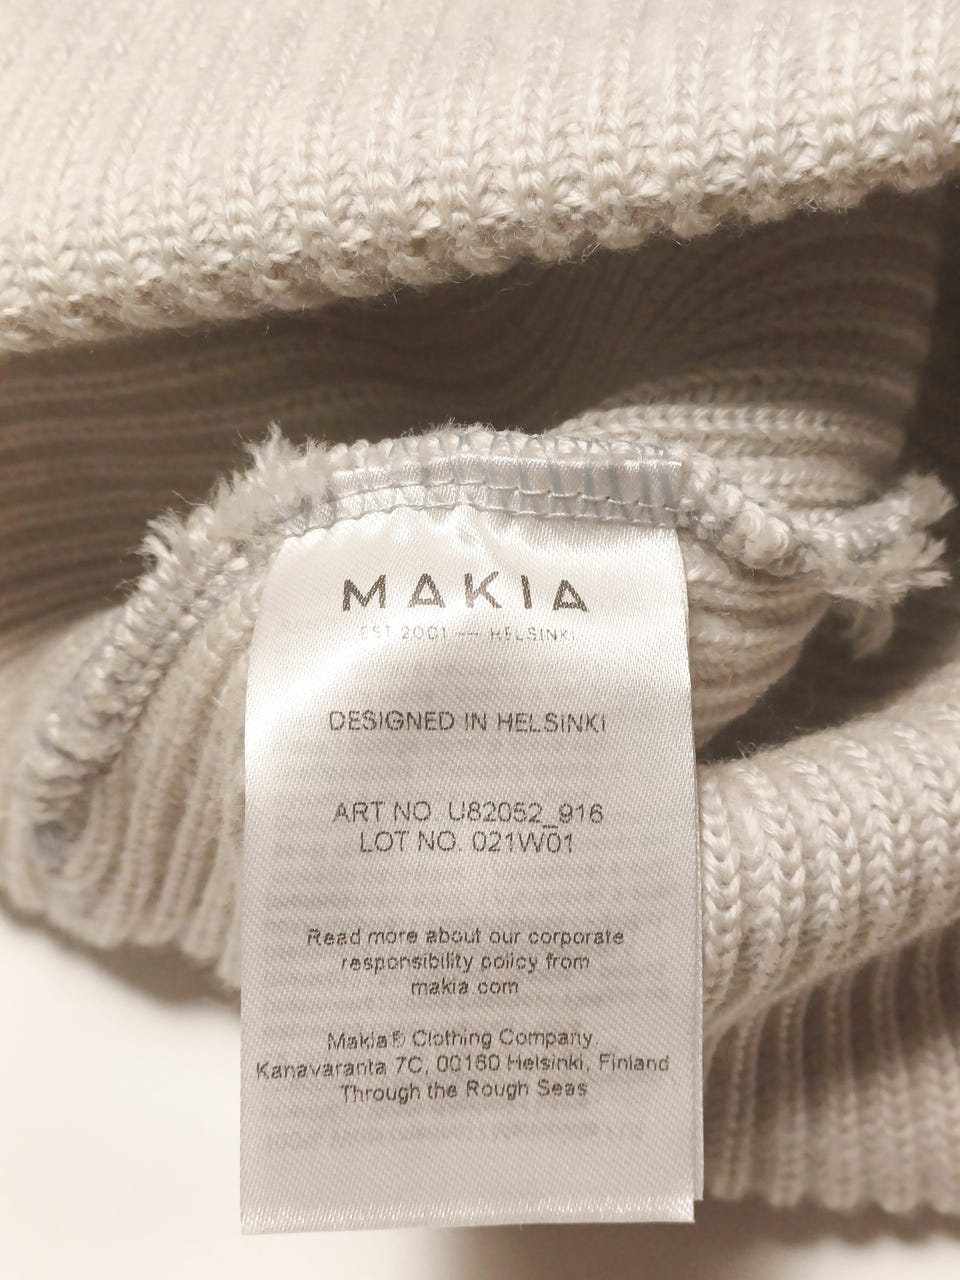 MAKIA
EST 2001 — HELSINKI
DESIGNED IN HELSINKI
ART NO. U82052_916
LOT NO. 021W01
Read more about our corporate
responsibility policy from
makia.com
Makia® Clothing Company
Kanavaranta 7C, 00160 Helsinki, Finland
Through the Rough Seas